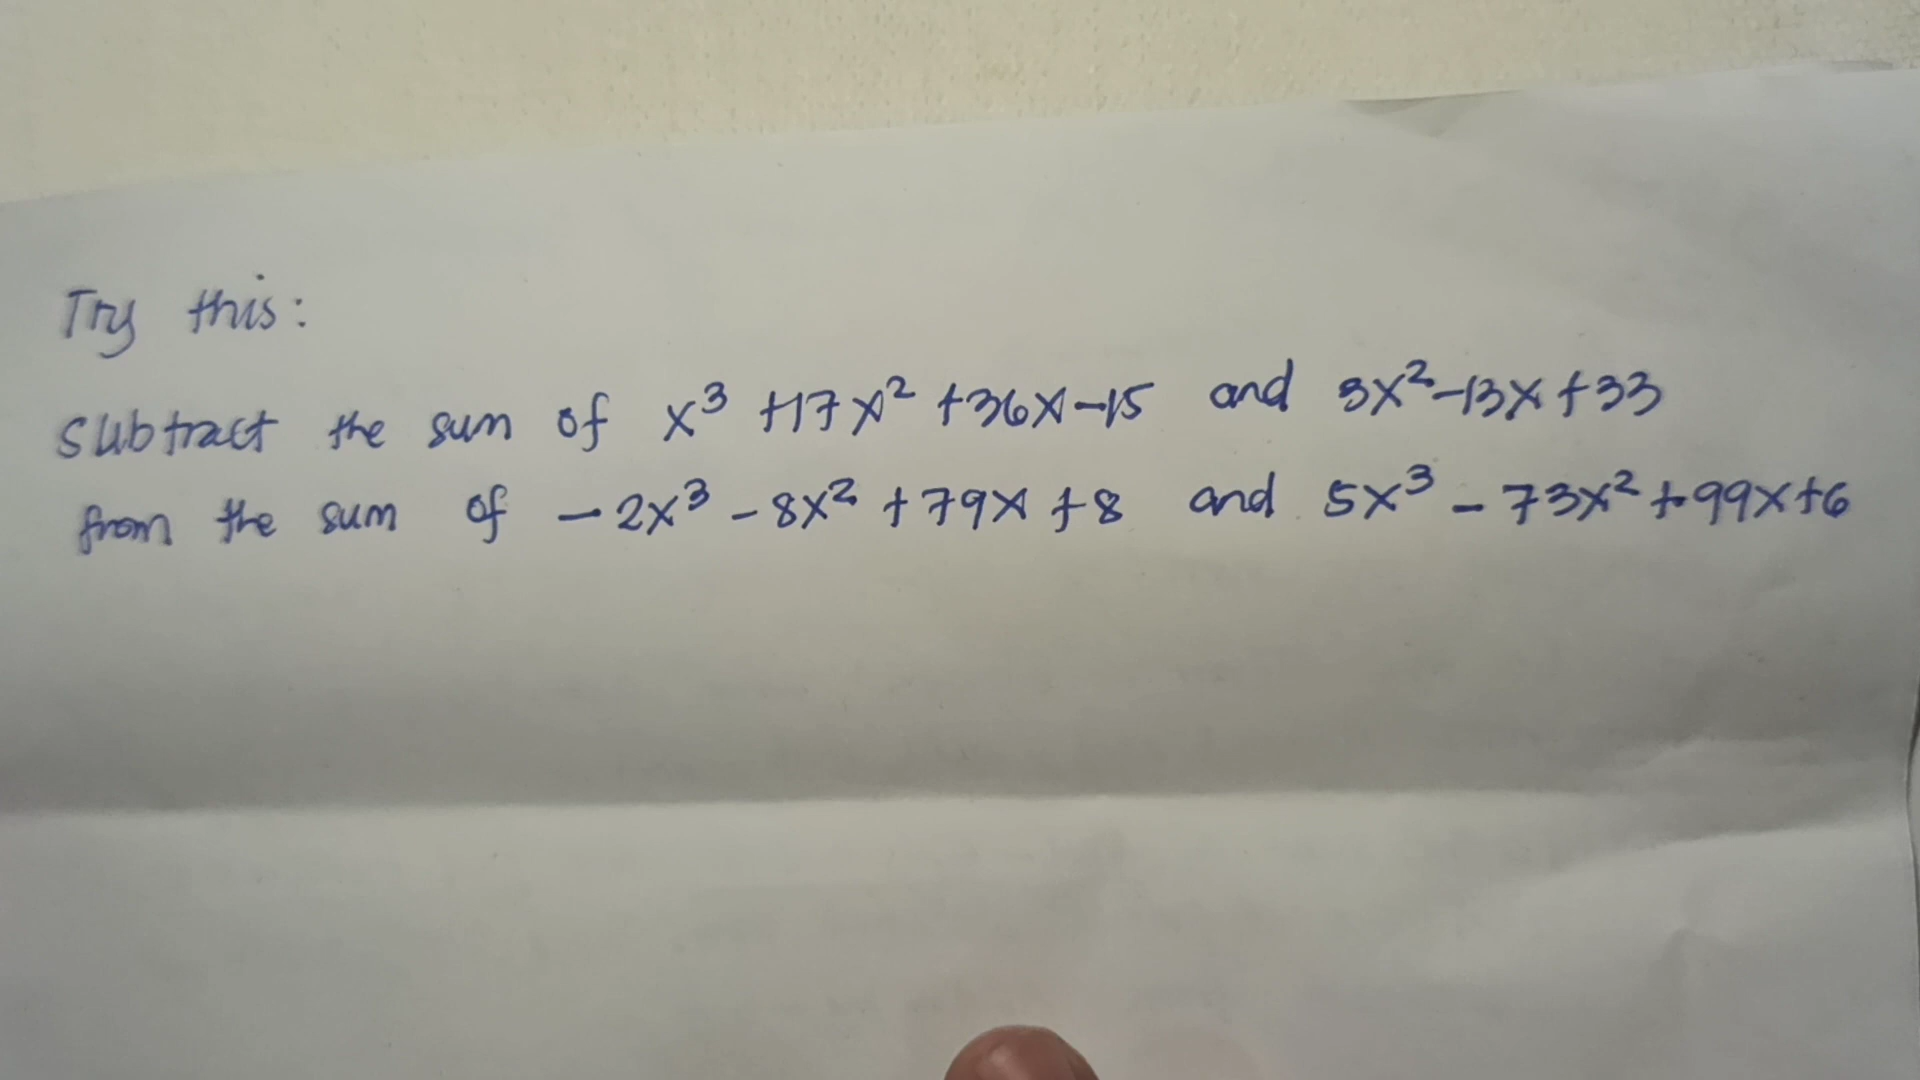 Try this:
Subtract the sum of x³ +17x² +36x-15 and 3x²-13x+33
from the sum of -2x³ - 8x² + 79x + 8 and 5x³ - 73x² + 99x+6